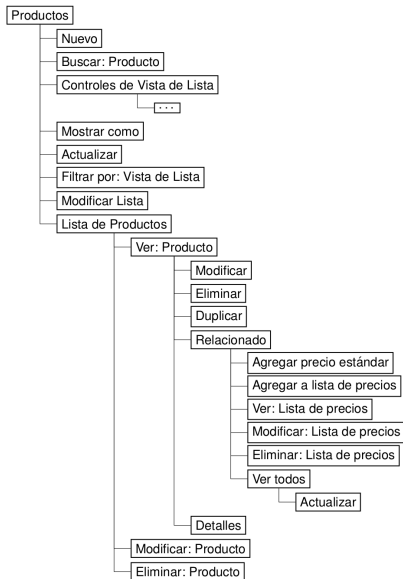 Productos
Nuevo
Buscar: Producto
Controles de Vista de Lista
...
Mostrar como
Actualizar
Filtrar por: Vista de Lista
Modificar Lista
Lista de Productos
Ver: Producto
Modificar
Eliminar
Duplicar
Relacionado
Agregar precio estándar
Agregar a lista de precios
Ver: Lista de precios
Modificar: Lista de precios
Eliminar: Lista de precios
Ver todos
Actualizar
Detalles
Modificar: Producto
Eliminar: Producto